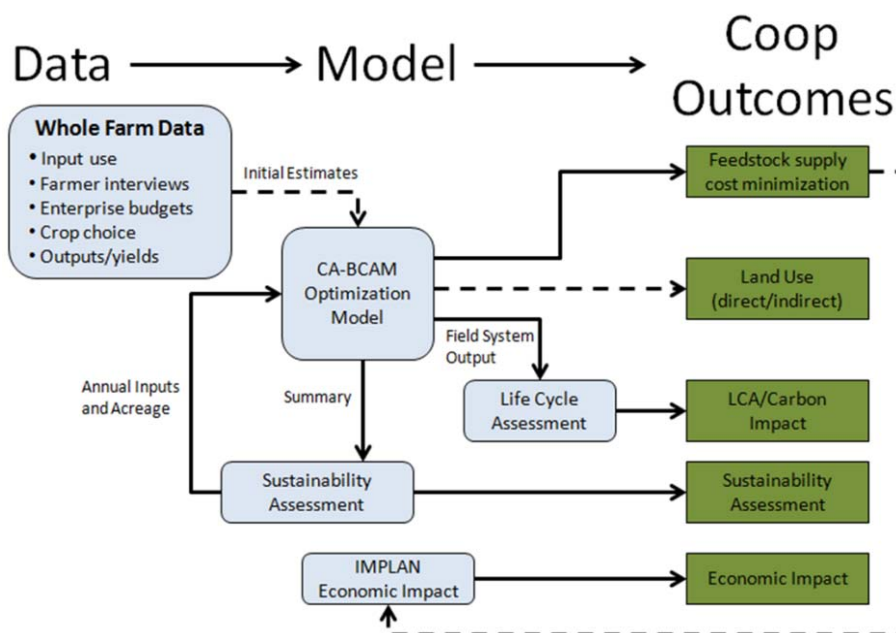 Data
Model
Coop
Outcomes
Whole Farm Data
• Input use
• Farmer interviews
• Enterprise budgets
• Crop choice
• Outputs/yields
Initial Estimates
CA-BCAM
Optimization
Model
Feedstock supply
cost minimization
Land Use
(direct/indirect)
Field System
Output
Annual Inputs
and Acreage
Summary
Life Cycle
Assessment
LCA/Carbon
Impact
Sustainability
Assessment
Sustainability
Assessment
IMPLAN
Economic Impact
Economic Impact